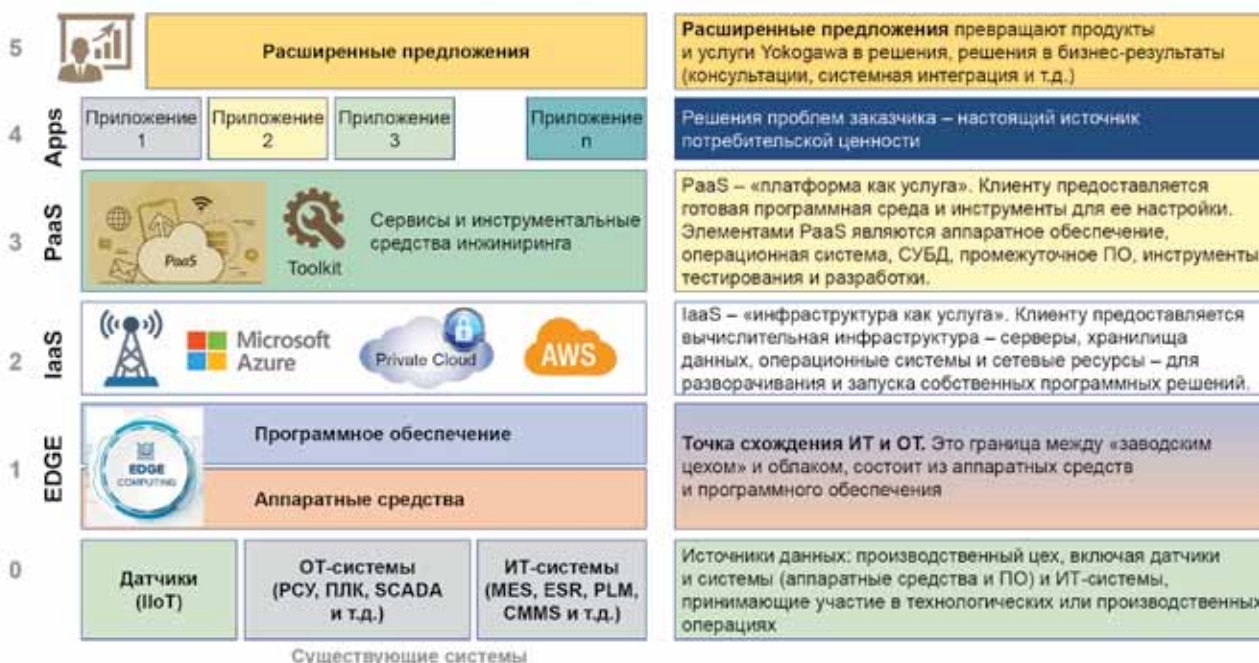 5
Расширенные предложения
Расширенные предложения превращают продукты
и услуги Yokogawa в решения, решения в бизнес-результаты
(консультации, системная интеграция и т.д.)
4
Apps
Приложение
1
Приложение
2
Приложение
3
Приложение
n
Решения проблем заказчика – настоящий источник
потребительской ценности
3
PaaS
PaaS
Toolkit
Сервисы и инструментальные
средства инжиниринга
PaaS – «платформа как услуга». Клиенту предоставляется
готовая программная среда и инструменты для ее настройки.
Элементами PaaS являются аппаратное обеспечение,
операционная система, СУБД, промежуточное ПО, инструменты
тестирования и разработки.
2
IaaS
Microsoft
Azure
Private Cloud
AWS
IaaS – «инфраструктура как услуга». Клиенту предоставляется
вычислительная инфраструктура – серверы, хранилища
данных, операционные системы и сетевые ресурсы – для
разворачивания и запуска собственных программных решений.
1
EDGE
EDGE
COMPUTING
Программное обеспечение
Аппаратные средства
Точка схождения ИТ и ОТ. Это граница между «заводским
цехом» и облаком, состоит из аппаратных средств
и программного обеспечения
0
Датчики
(IIoT)
ОТ-системы
(РСУ, ПЛК, SCADA
и т.д.)
ИТ-системы
(MES, ESR, PLM,
CMMS и т.д.)
Источники данных: производственный цех, включая датчики
и системы (аппаратные средства и ПО) и ИТ-системы,
принимающие участие в технологических или производственных
операциях
Существующие системы